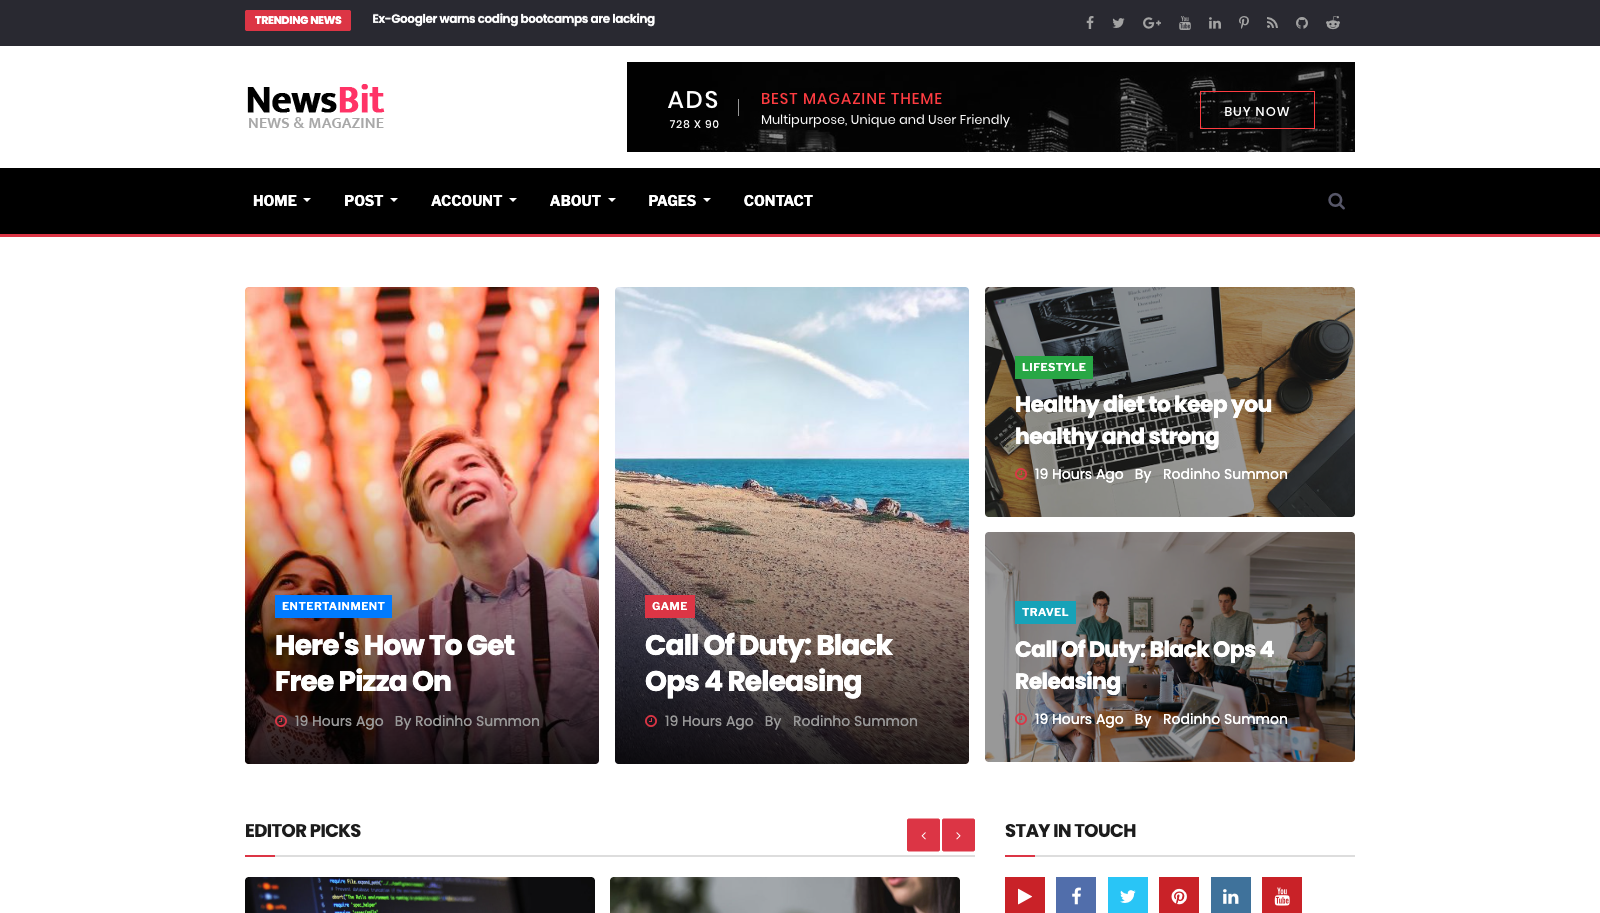 TRENDING NEWS
Ex-Googler warns coding bootcamps are lacking
NewsBit
NEWS & MAGAZINE
ADS
728 X 90
BEST MAGAZINE THEME
Multipurpose, Unique and User Friendly
BUY NOW
HOME POST ACCOUNT ABOUT PAGES CONTACT
ENTERTAINMENT
Here's How To Get
Free Pizza On
19 Hours Ago By Rodinho Summon
GAME
Call Of Duty: Black
Ops 4 Releasing
19 Hours Ago By Rodinho Summon
LIFESTYLE
Healthy diet to keep you
healthy and strong
19 Hours Ago By Rodinho Summon
TRAVEL
Call Of Duty: Black Ops 4
Releasing
19 Hours Ago By Rodinho Summon
EDITOR PICKS
STAY IN TOUCH